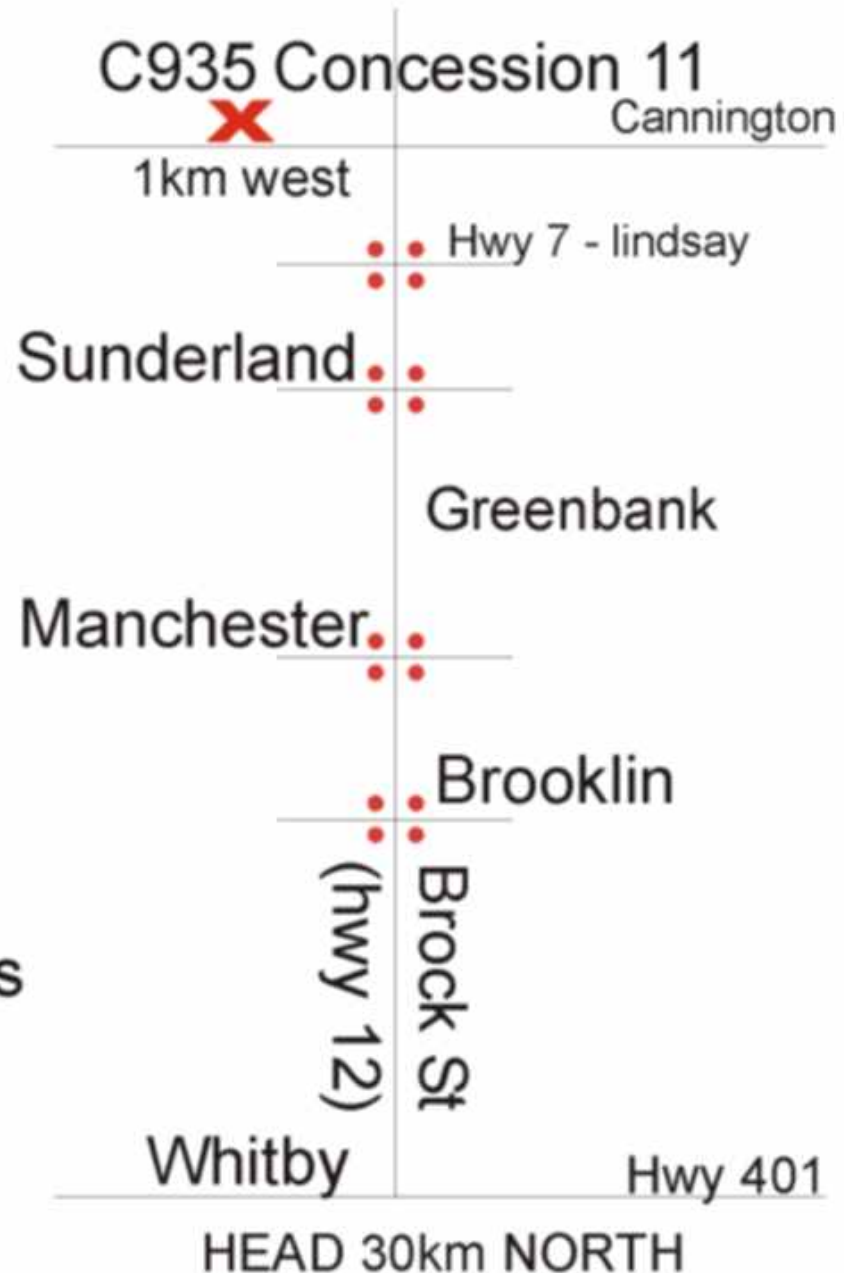 C935 Concession 11
Cannington
1km west
Hwy 7 - lindsay
Sunderland
Greenbank
Manchester
Brooklin
Brock St
(hwy 12)
s
Whitby
Hwy 401
HEAD 30km NORTH